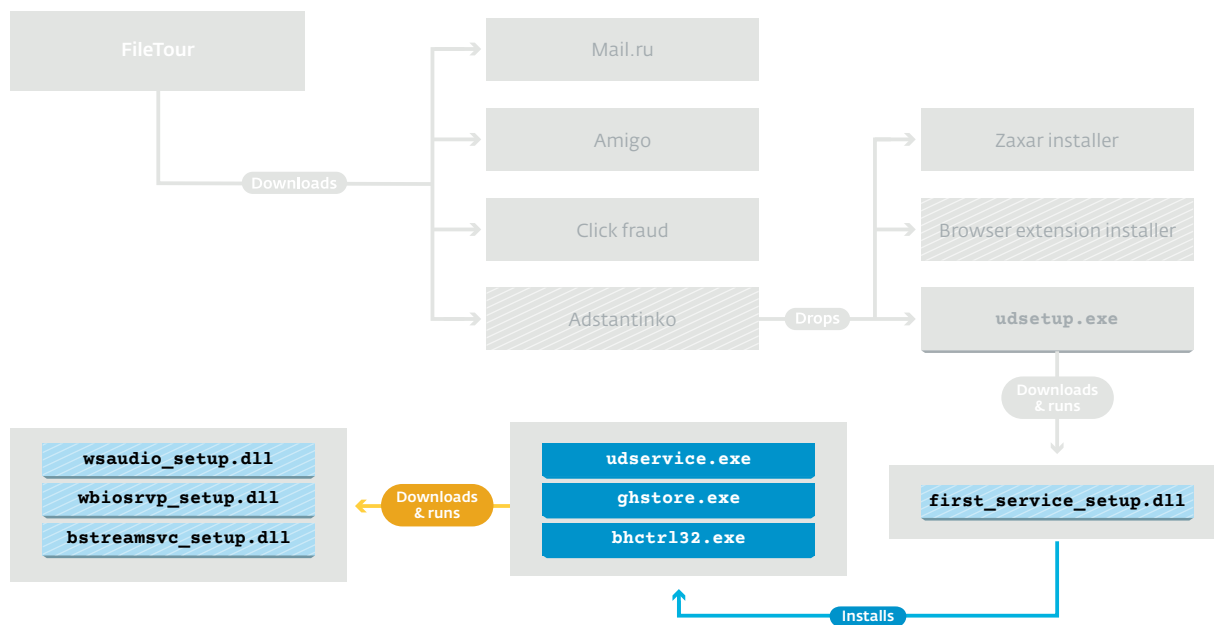 FileTour
Mail.ru
Amigo
Zaxar installer
Downloads
Click fraud
Browser extension installer
Adstantinko
Drops
udsetup.exe
Downloads
& runs
wsaudio_setup.dll
wbiosrvp_setup.dll
bstreamsvc_setup.dll
Downloads
& runs
udservice.exe
ghstore.exe
bhctrl32.exe
first_service_setup.dll
Installs